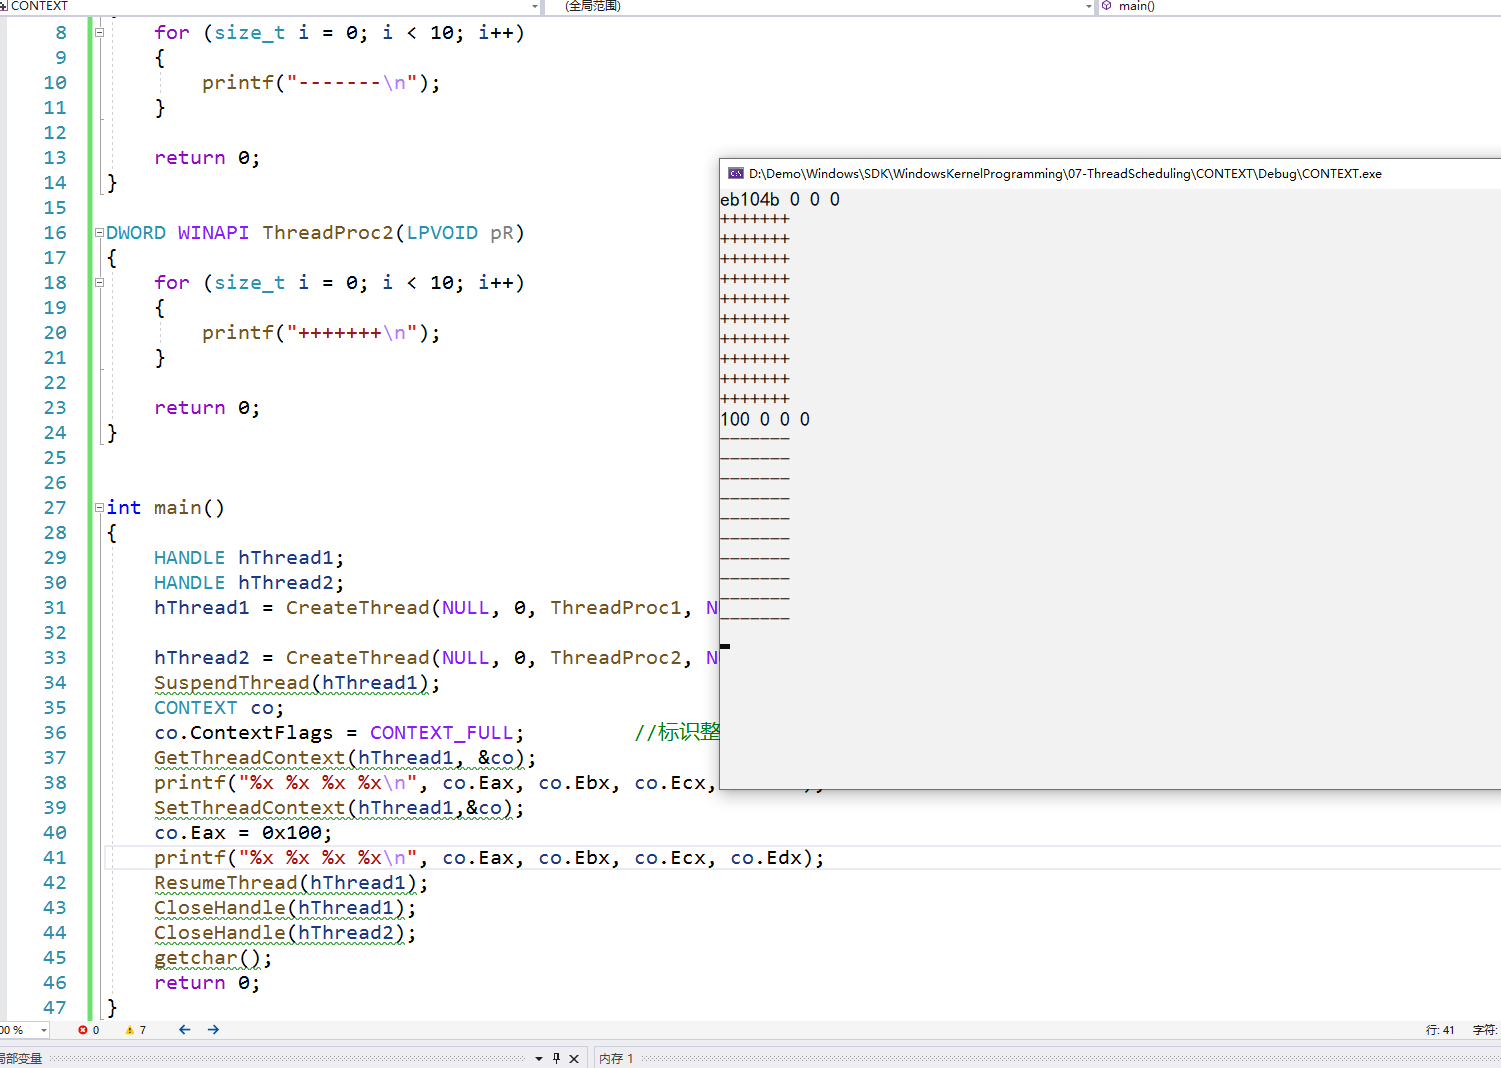 CONTEXT (全局范围) main()
8 for (size_t i = 0; i < 10; i++)
9 {
10 printf("-------\n");
11 }
12
13 return 0;
14 }
15
16 DWORD WINAPI ThreadProc2(LPVOID pR)
17 {
18 for (size_t i = 0; i < 10; i++)
19 {
20 printf("+++++++\n");
21 }
22
23 return 0;
24 }
25
26
27 int main()
28 {
29 HANDLE hThread1;
30 HANDLE hThread2;
31 hThread1 = CreateThread(NULL, 0, ThreadProc1, N
32
33 hThread2 = CreateThread(NULL, 0, ThreadProc2, N
34 SuspendThread(hThread1);
35 CONTEXT co;
36 co.ContextFlags = CONTEXT_FULL; //标识整
37 GetThreadContext(hThread1, &co);
38 printf("%x %x %x %x\n", co.Eax, co.Ebx, co.Ecx,
39 SetThreadContext(hThread1,&co);
40 co.Eax = 0x100;
41 printf("%x %x %x %x\n", co.Eax, co.Ebx, co.Ecx, co.Edx);
42 ResumeThread(hThread1);
43 CloseHandle(hThread1);
44 CloseHandle(hThread2);
45 getchar();
46 return 0;
47 }
D:\Demo\Windows\SDK\WindowsKernelProgramming\07-ThreadScheduling\CONTEXT\Debug\CONTEXT.exe
eb104b 0 0 0
+++++++
+++++++
+++++++
+++++++
+++++++
+++++++
+++++++
+++++++
+++++++
+++++++
100 0 0 0
-------
-------
-------
-------
-------
-------
-------
-------
-------
-------
00 % 0 7 行: 41 字符:
局部变量 内存 1